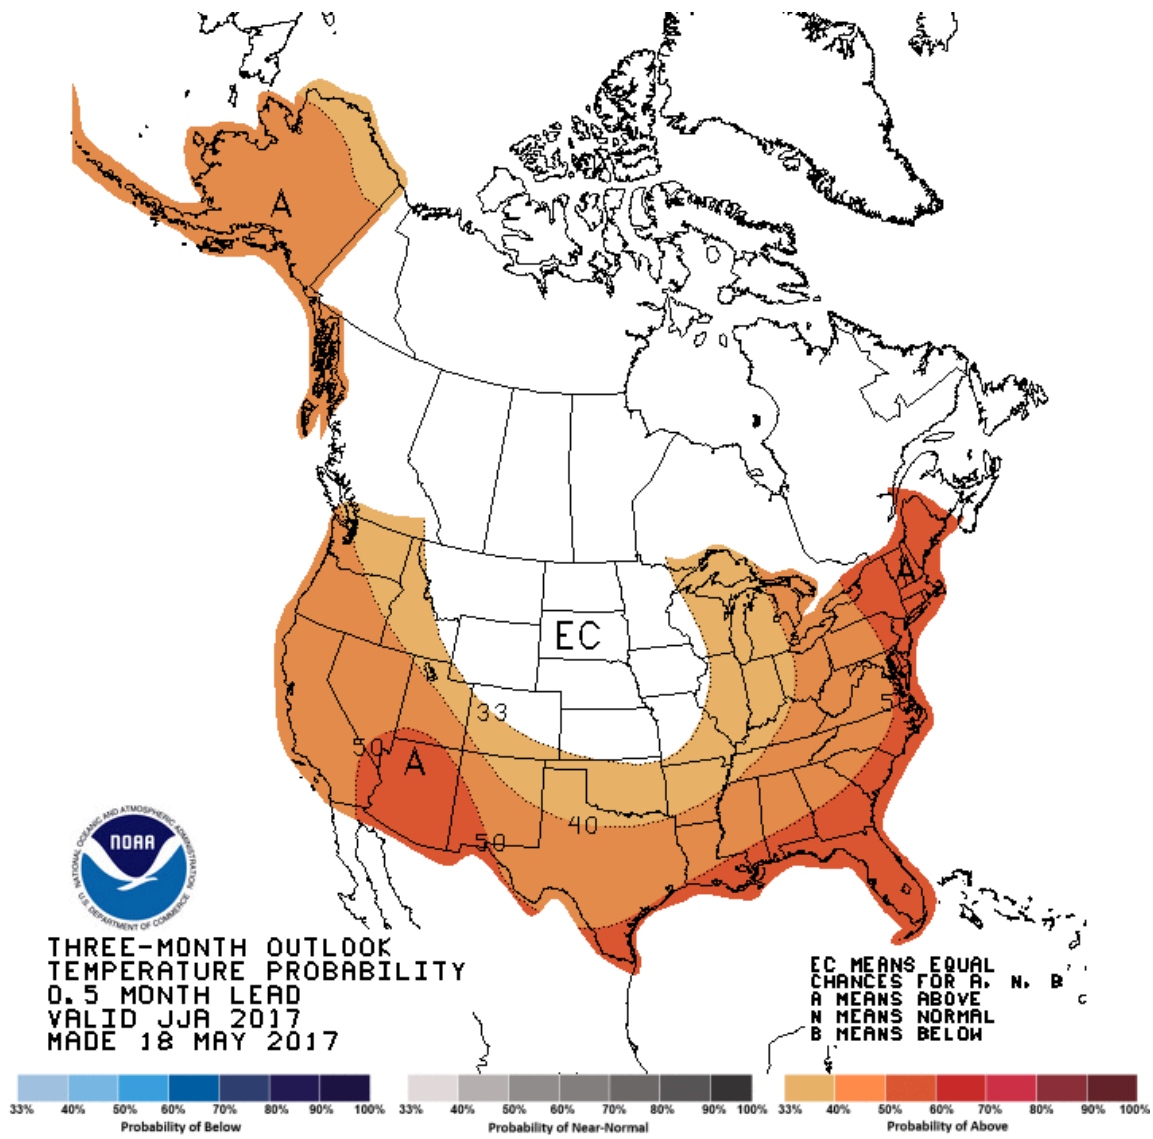 A
A
EC
33
50
A
40
50
5
NATIONAL OCEANIC AND ATMOSPHERIC ADMINISTRATION
NOAA
U.S. DEPARTMENT OF COMMERCE
THREE-MONTH OUTLOOK
TEMPERATURE PROBABILITY
0.5 MONTH LEAD
VALID JJA 2017
MADE 18 MAY 2017
EC MEANS EQUAL
CHANCES FOR A, N, B
A MEANS ABOVE
N MEANS NORMAL
B MEANS BELOW
33% 40% 50% 60% 70% 80% 90% 100%
Probability of Below
33% 40% 50% 60% 70% 80% 90% 100%
Probability of Near-Normal
33% 40% 50% 60% 70% 80% 90% 100%
Probability of Above